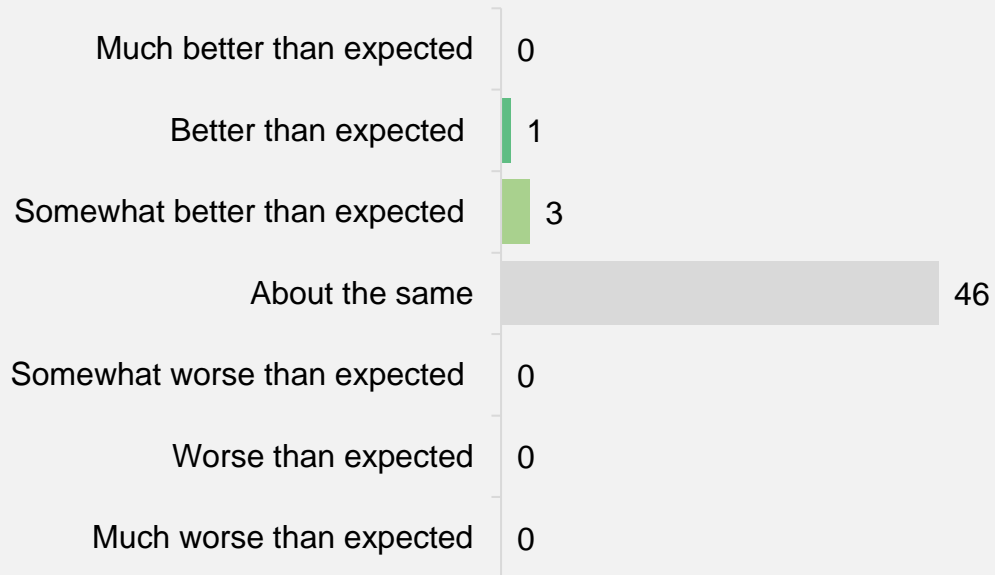 Much better than expected 0
Better than expected 1
Somewhat better than expected 3
About the same 46
Somewhat worse than expected 0
Worse than expected 0
Much worse than expected 0